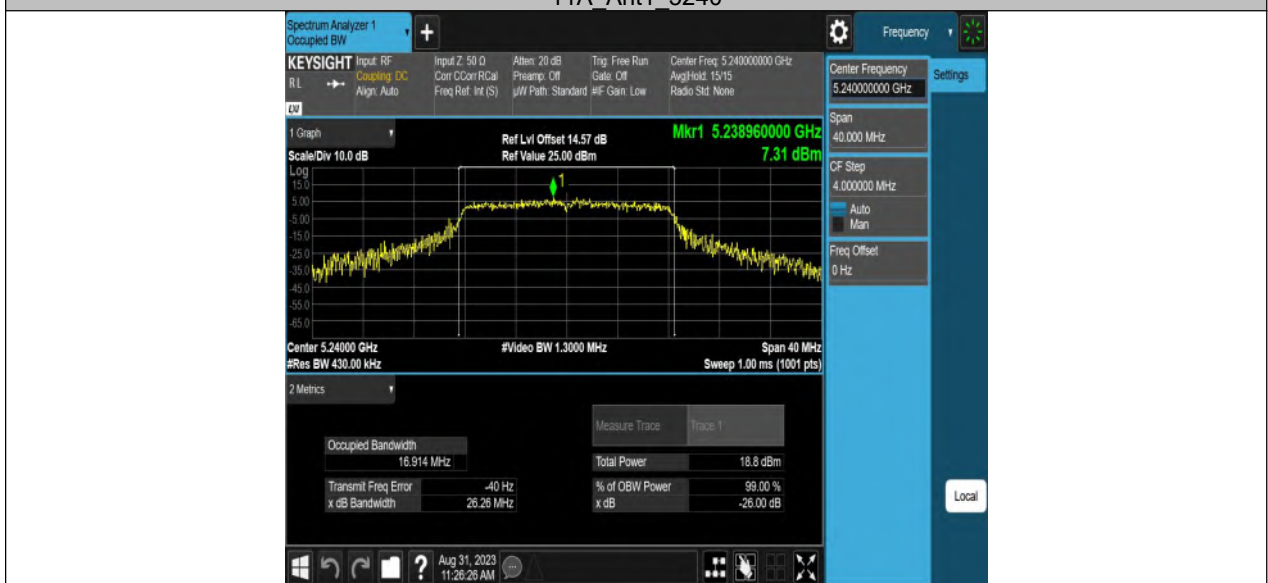 11A_Ant1_5240
Spectrum Analyzer 1
Occupied BW
+
Frequency
KEYSIGHT
RL
LXI
Input: RF
Coupling: DC
Align: Auto
Input Z: 50 Ω
Corr CCorr RCal
Freq Ref: Int (S)
Atten: 20 dB
Preamp: Off
µW Path: Standard
Trig: Free Run
Gate: Off
#IF Gain: Low
Center Freq: 5.240000000 GHz
Avg|Hold: 15/15
Radio Std: None
Center Frequency
5.240000000 GHz
Settings
Span
40.000 MHz
CF Step
4.000000 MHz
Auto
Man
Freq Offset
0 Hz
Local
1 Graph
Scale/Div 10.0 dB
Ref Lvl Offset 14.57 dB
Ref Value 25.00 dBm
Mkr1 5.238960000 GHz
7.31 dBm
Log
15.0
5.00
-5.00
-15.0
-25.0
-35.0
-45.0
-55.0
-65.0
1
Center 5.24000 GHz
#Res BW 430.00 kHz
#Video BW 1.3000 MHz
Span 40 MHz
Sweep 1.00 ms (1001 pts)
2 Metrics
Measure Trace Trace 1
Occupied Bandwidth
16.914 MHz
Total Power 18.8 dBm
Transmit Freq Error -40 Hz
% of OBW Power 99.00 %
x dB Bandwidth 26.26 MHz
x dB -26.00 dB
?
Aug 31, 2023
11:26:26 AM